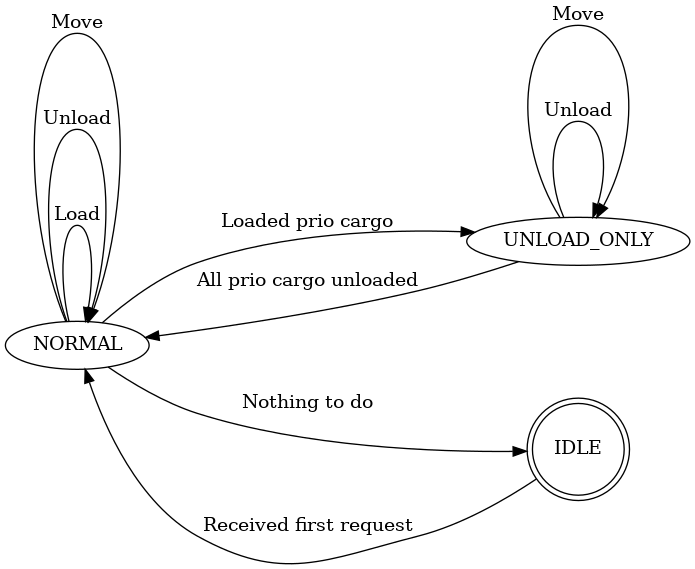 Move
Move
Unload
Unload
Load
Loaded prio cargo
UNLOAD_ONLY
All prio cargo unloaded
NORMAL
Nothing to do
IDLE
Received first request